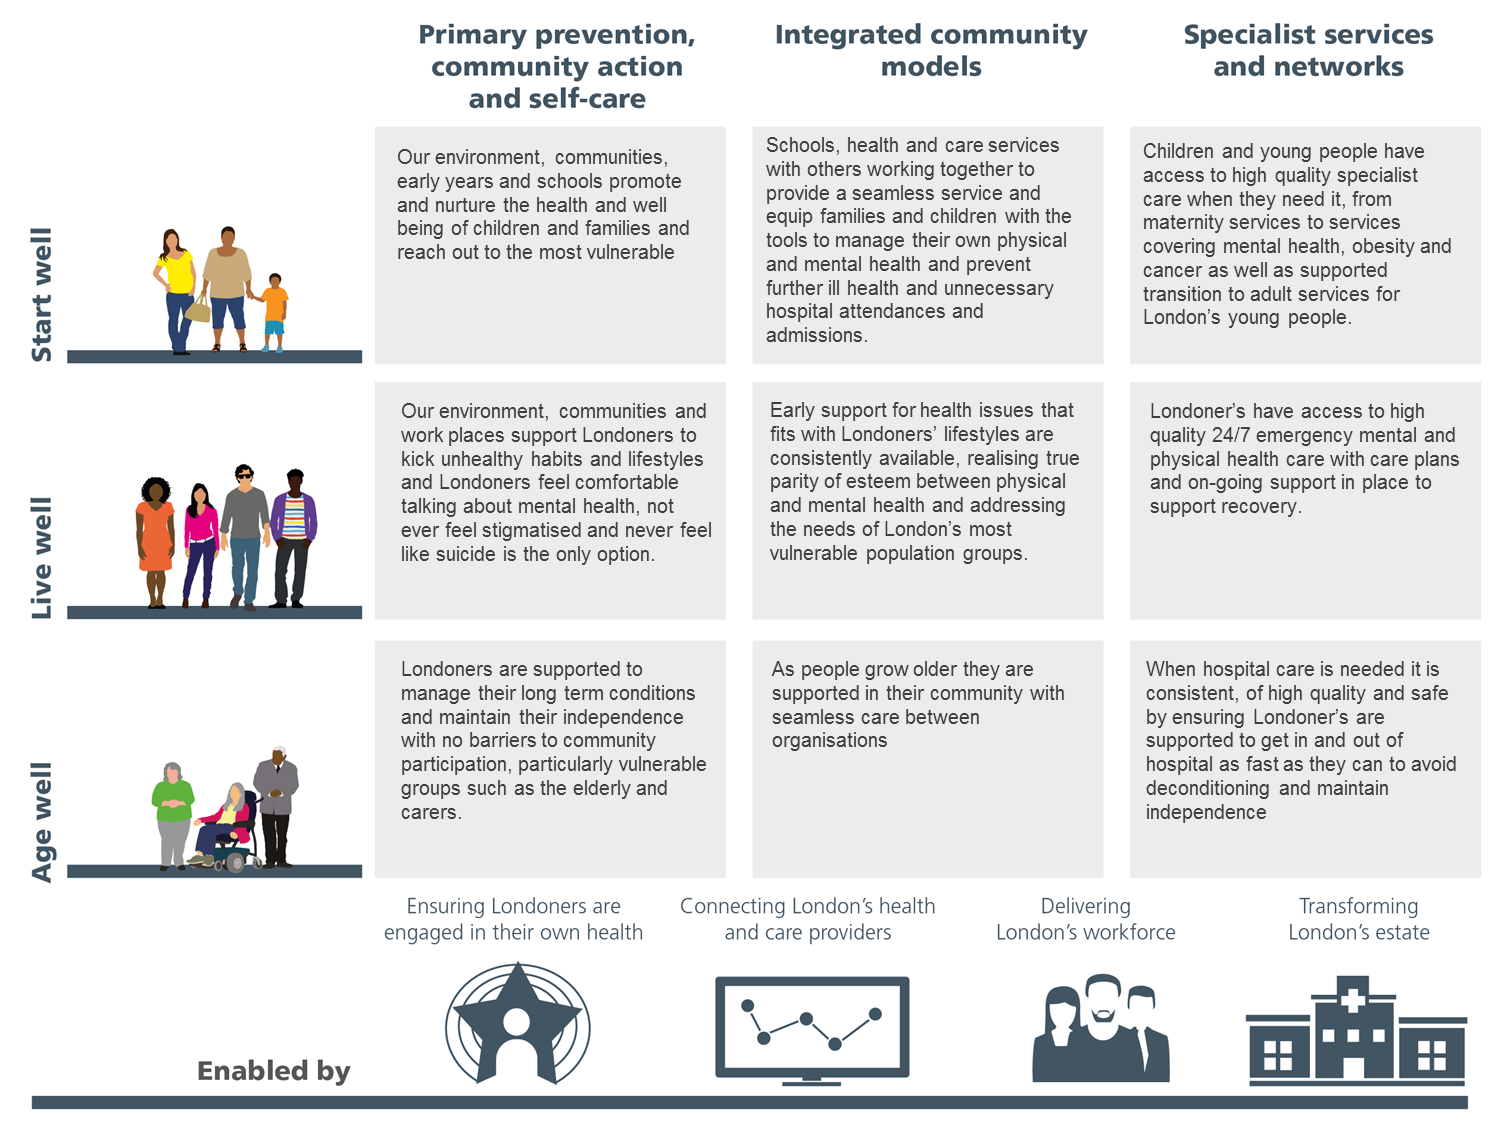 Primary prevention,
community action
and self-care
Integrated community
models
Specialist services
and networks
Start well
Our environment, communities,
early years and schools promote
and nurture the health and well
being of children and families and
reach out to the most vulnerable
Schools, health and care services
with others working together to
provide a seamless service and
equip families and children with the
tools to manage their own physical
and mental health and prevent
further ill health and unnecessary
hospital attendances and
admissions.
Children and young people have
access to high quality specialist
care when they need it, from
maternity services to services
covering mental health, obesity and
cancer as well as supported
transition to adult services for
London's young people.
Live well
Our environment, communities and
work places support Londoners to
kick unhealthy habits and lifestyles
and Londoners feel comfortable
talking about mental health, not
ever feel stigmatised and never feel
like suicide is the only option.
Early support for health issues that
fits with Londoners' lifestyles are
consistently available, realising true
parity of esteem between physical
and mental health and addressing
the needs of London's most
vulnerable population groups.
Londoner's have access to high
quality 24/7 emergency mental and
physical health care with care plans
and on-going support in place to
support recovery.
Age well
Londoners are supported to
manage their long term conditions
and maintain their independence
with no barriers to community
participation, particularly vulnerable
groups such as the elderly and
carers.
As people grow older they are
supported in their community with
seamless care between
organisations
When hospital care is needed it is
consistent, of high quality and safe
by ensuring Londoner's are
supported to get in and out of
hospital as fast as they can to avoid
deconditioning and maintain
independence
Ensuring Londoners are
engaged in their own health
Connecting London's health
and care providers
Delivering
London's workforce
Transforming
London's estate
Enabled by